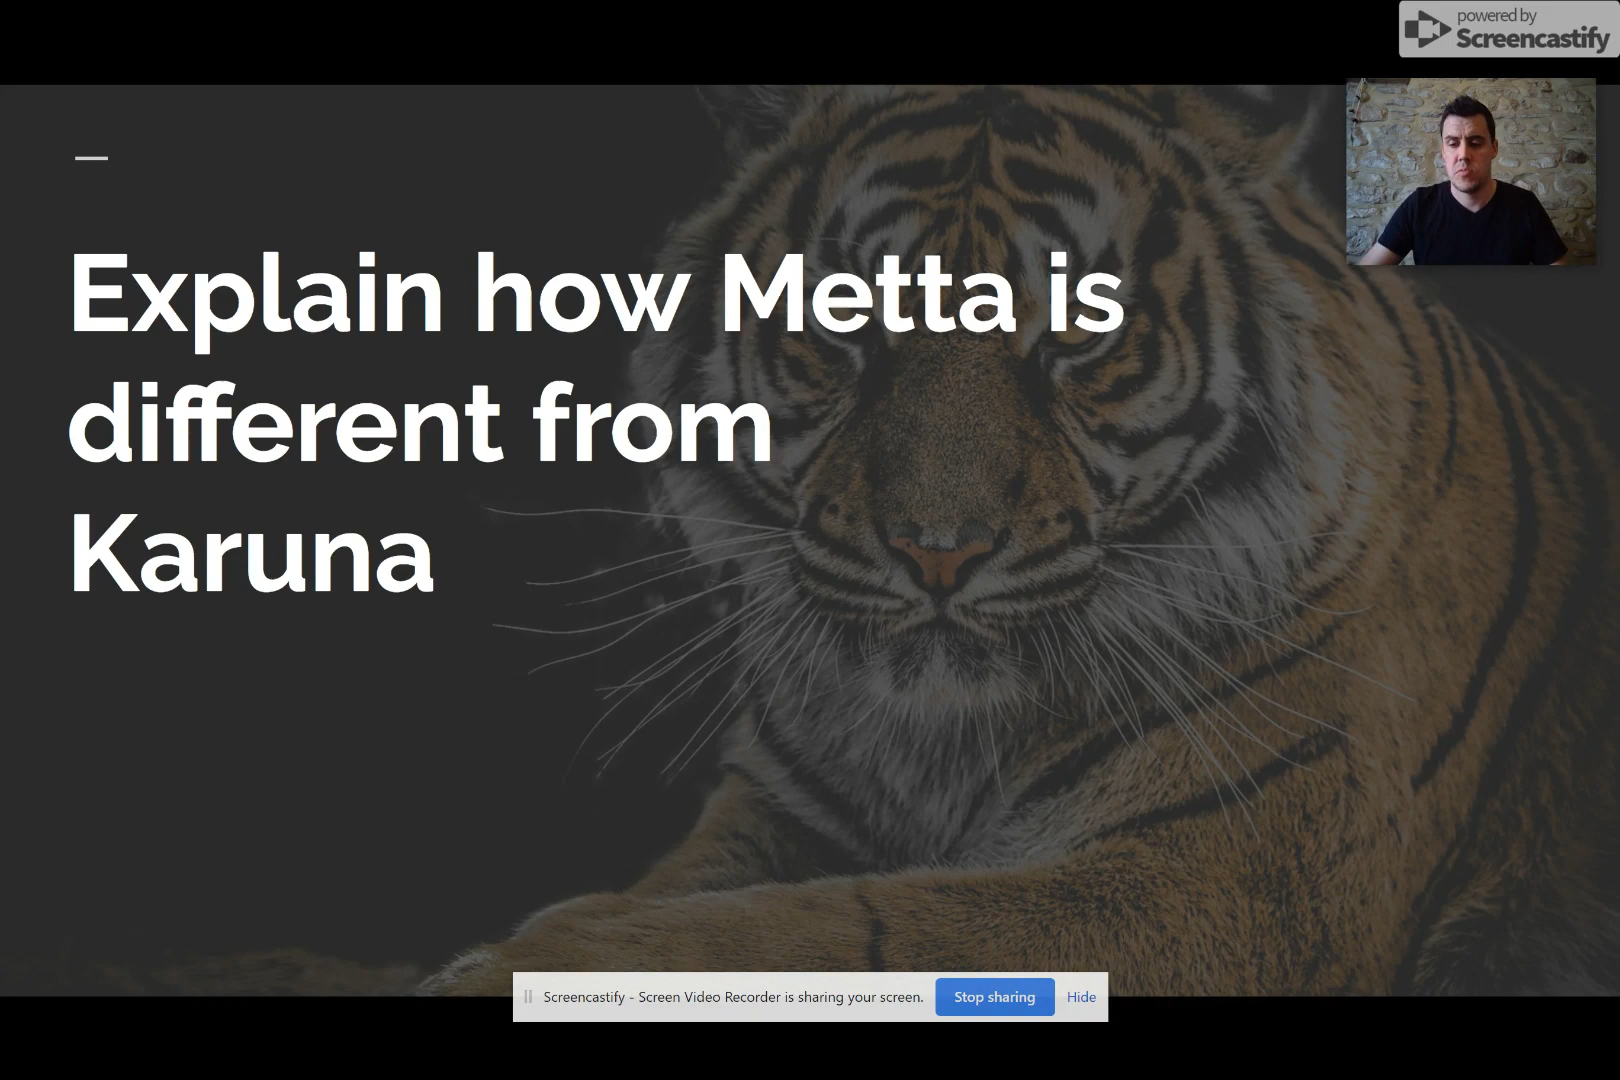 powered by
Screencastify
Explain how Metta is
different from
Karuna
Screencastify - Screen Video Recorder is sharing your screen.
Stop sharing
Hide